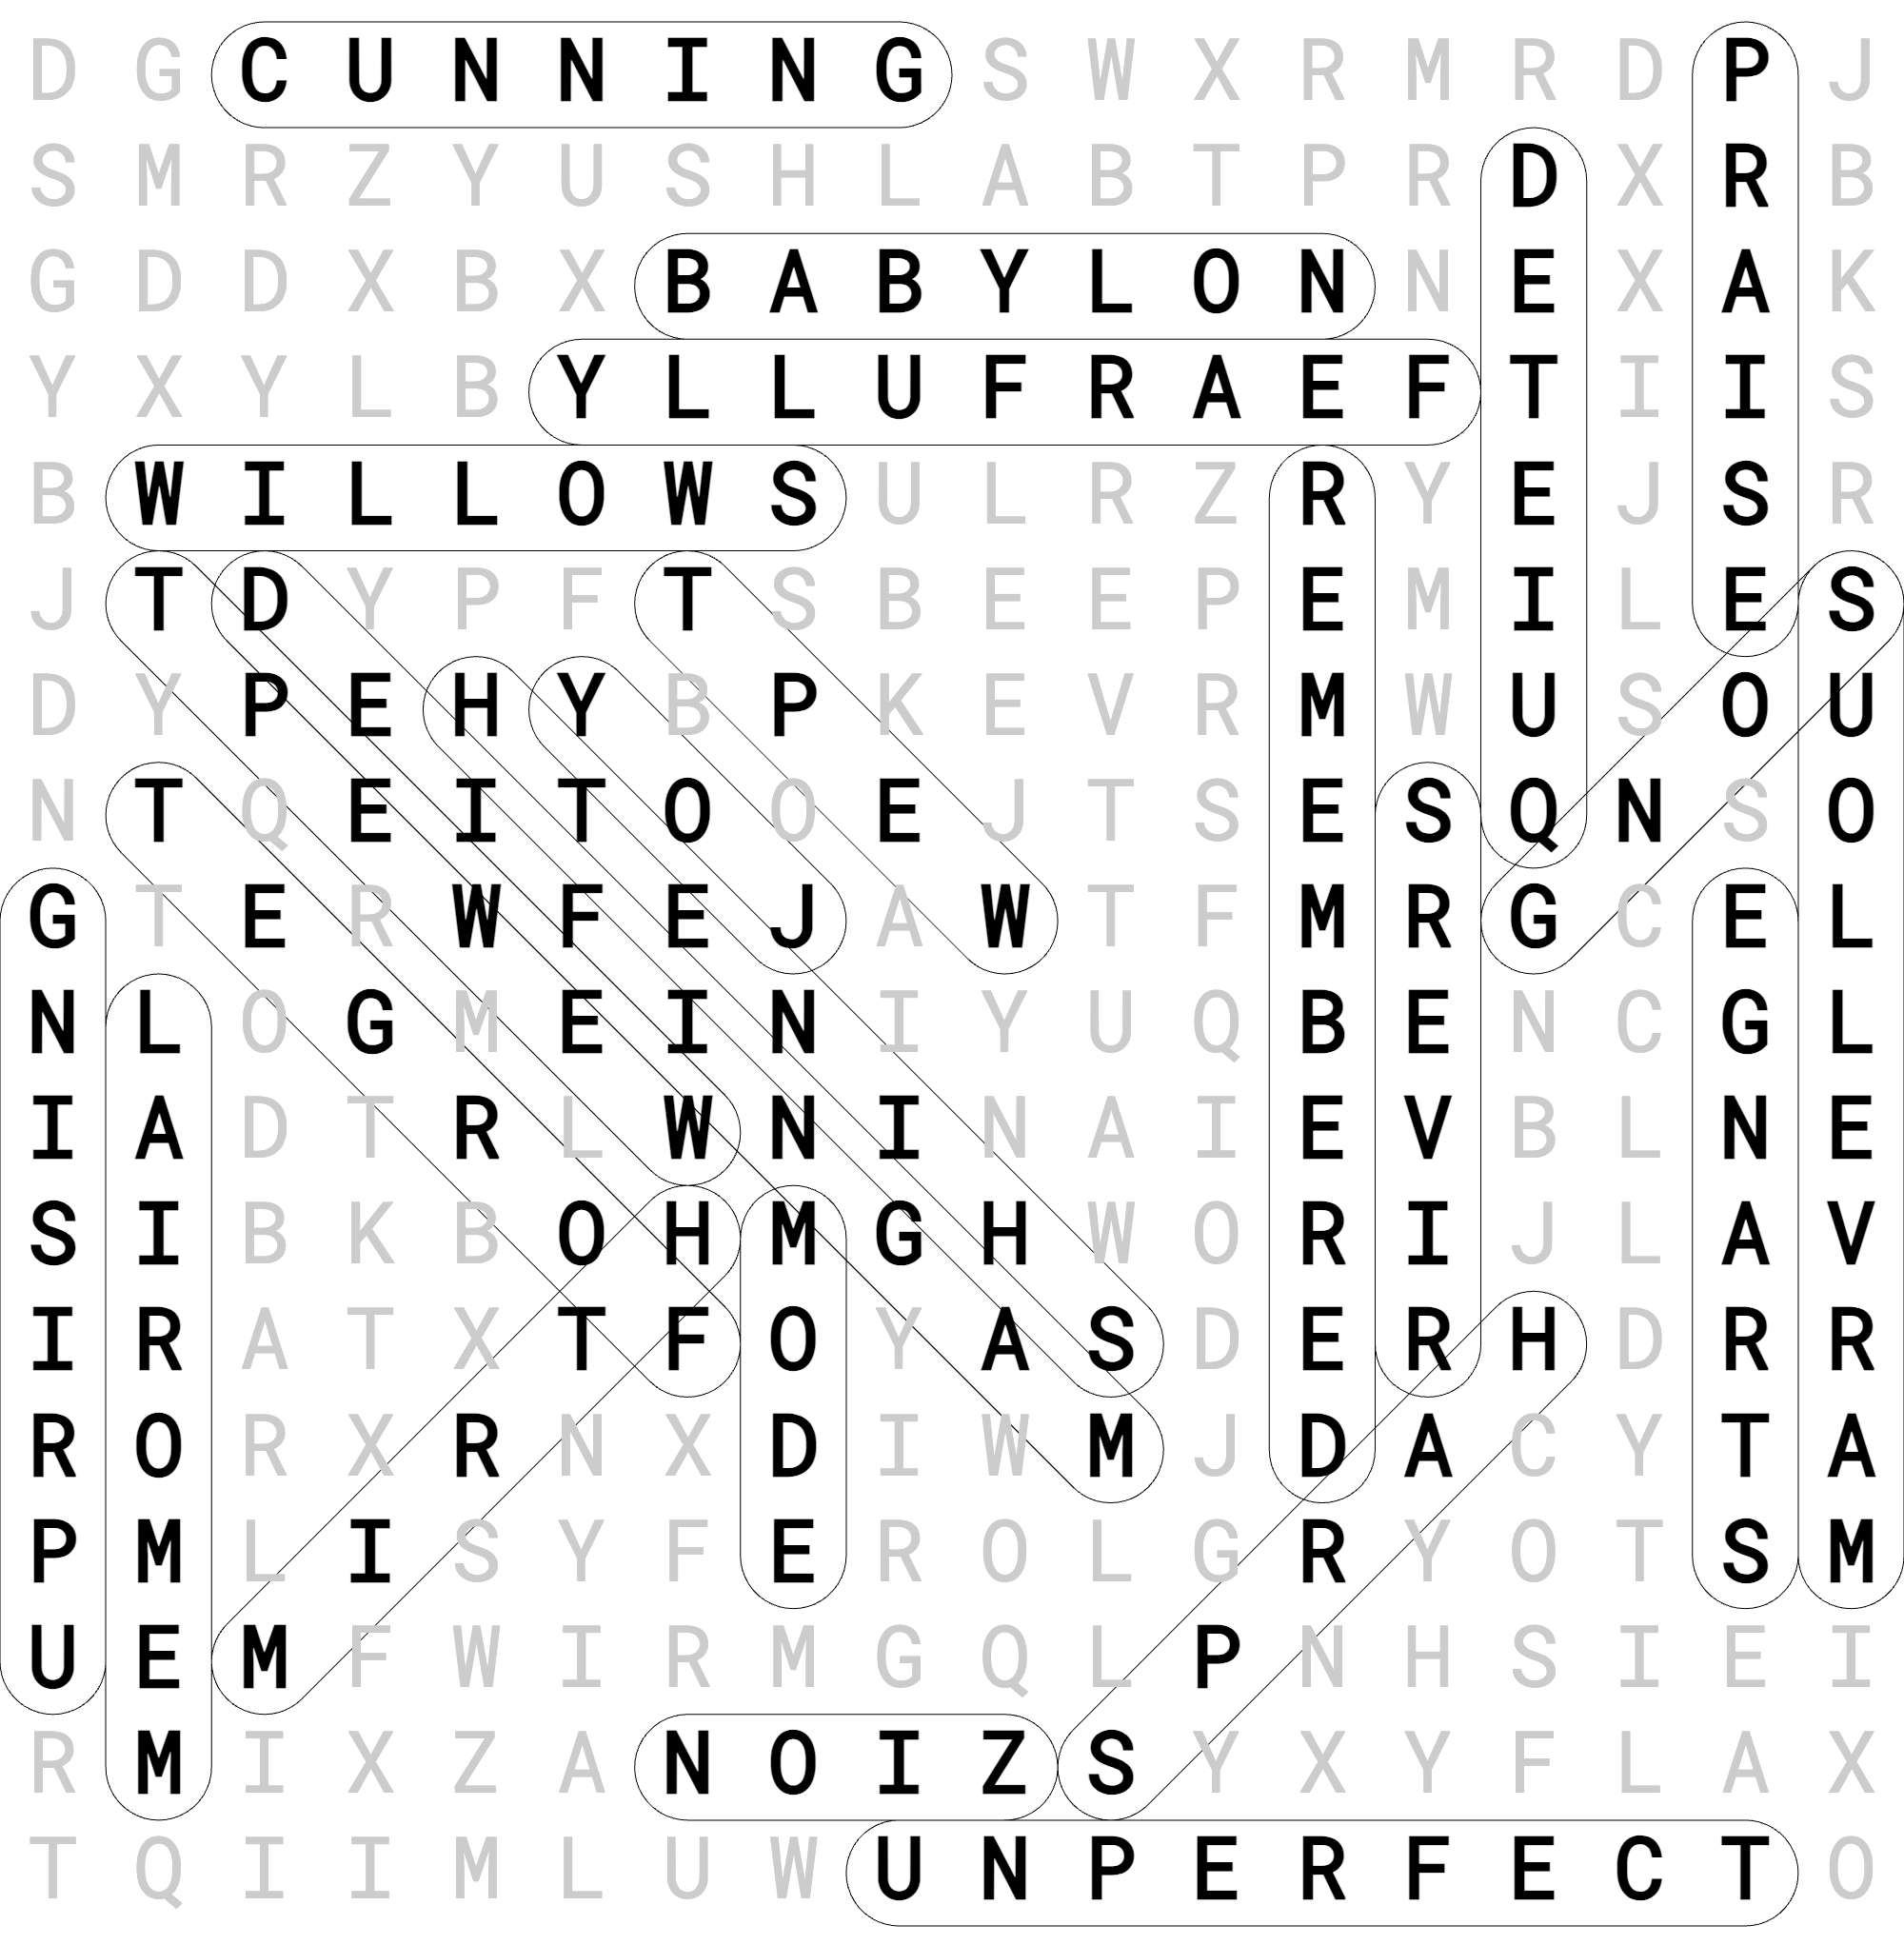 D G C U N N I N G S W X R M R D P J
S M R Z Y U S H L A B T P R D X R B
G D D X B X B A B Y L O N N E X A K
Y X Y L B Y L L U F R A E F T I I S
B W I L L O W S U L R Z R Y E J S R
J T D Y P F T S B E E P E M I L E S
D Y P E H Y B P K E V R M W U S O U
N T Q E I T O O E J T S E S Q N S O
G T E R W F E J A W T F M R G C E L
N L O G M E I N I Y U Q B E N C G L
I A D T R L W N I N A I E V B L N E
S I B K B O H M G H W O R I J L A V
I R A T X T F O Y A S D E R H D R R
R O R X R N X D I W M J D A C Y T A
P M L I S Y F E R O L G R Y O T S M
U E M F W I R M G Q L P N H S I E I
R M I X Z A N O I Z S Y X Y F L A X
T Q I I M L U W U N P E R F E C T O